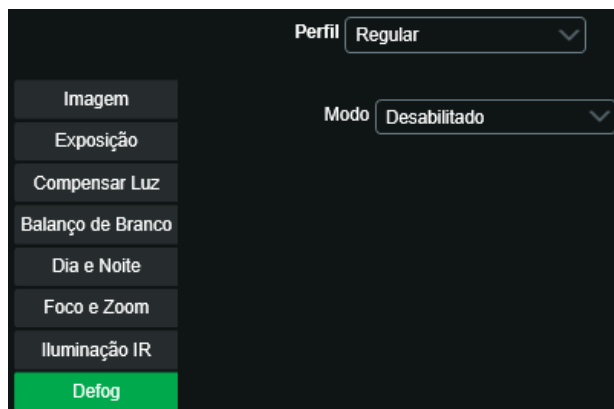 Perfil Regular
Imagem
Modo Desabilitado
Exposição
Compensar Luz
Balanço de Branco
Dia e Noite
Foco e Zoom
Iluminação IR
Defog